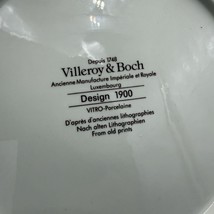 Depuis 1748
Villeroy & Boch
Ancienne Manufacture Impériale et Royale
Luxembourg
Design 1900
VITRO-Porcelaine
D'après d'anciennes lithographies
Nach alten Lithographien
From old prints